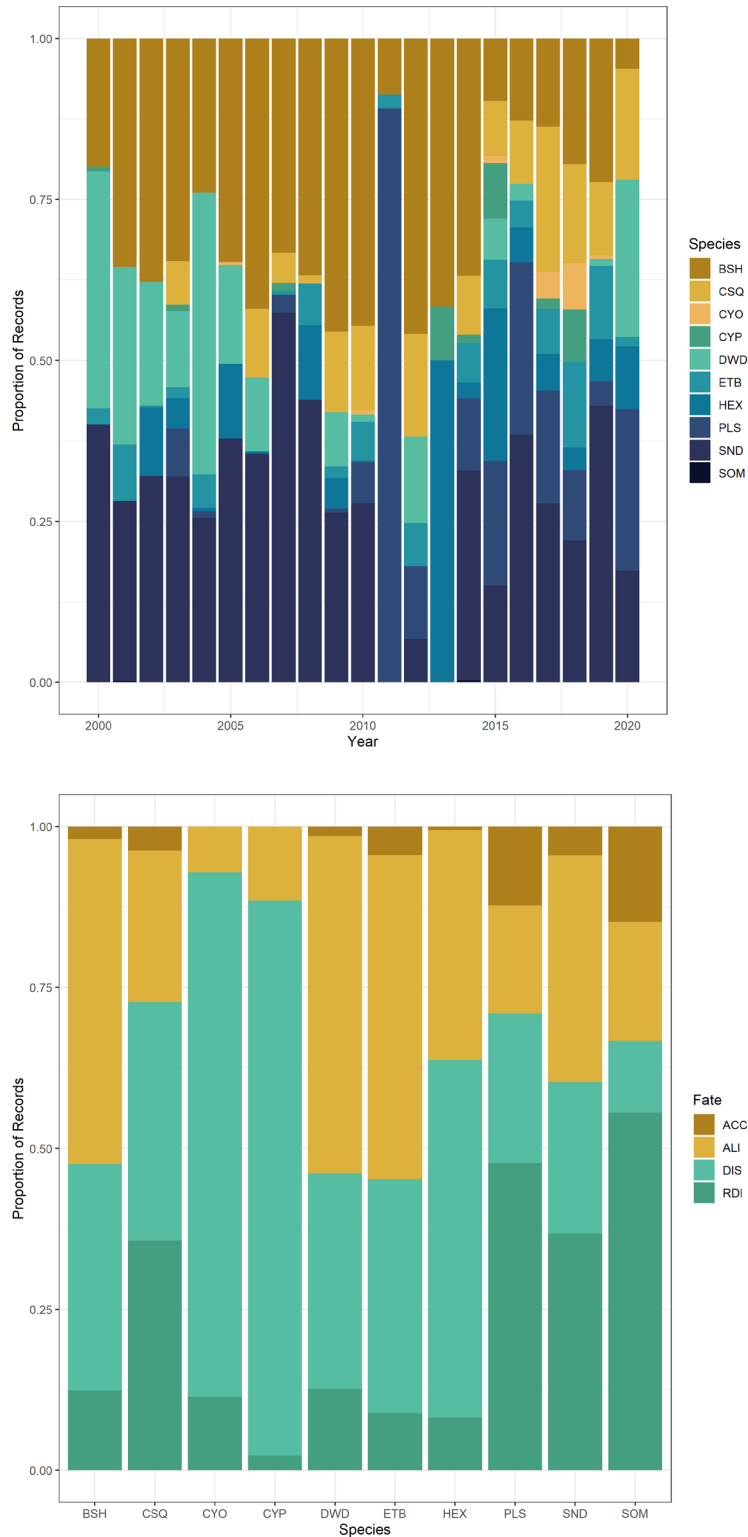 1.00
0.75
0.50
0.25
0.00
Proportion of Records
2000
2005
2010
2015
2020
Year
Species
BSH
CSQ
CYO
CYP
DWD
ETB
HEX
PLS
SND
SOM
1.00
0.75
0.50
0.25
0.00
Proportion of Records
BSH
CSQ
CYO
CYP
DWD
ETB
HEX
PLS
SND
SOM
Species
Fate
ACC
ALI
DIS
RDI